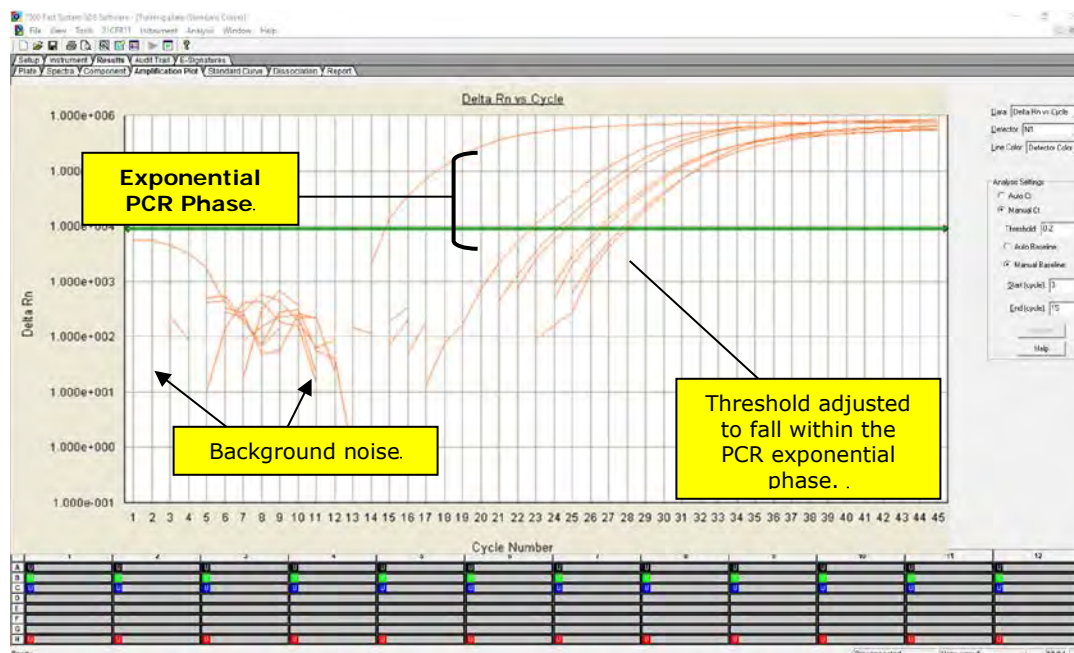 7500 Fast System SDS Software - [Training plate (Standard Curve)]
File View Tools 21CFR11 Instrument Analysis Window Help
Setup Instrument Results Audit Trail E-Signatures
Plate Spectra Component Amplification Plot Standard Curve Dissociation Report
Delta Rn vs Cycle
Data: Delta Rn vs Cycle
Detector: N1
Line Color: Detector Color
Analysis Settings
Auto Ct
Manual Ct
Threshold: 0.2
Auto Baseline
Manual Baseline:
Start (cycle): 3
End (cycle): 15
Help
Delta Rn
1.000e+006
1.000
1.000e+004
1.000e+003
1.000e+002
1.000e+001
1.000e+000
1.000e-001
Exponential
PCR Phase.
Background noise.
Threshold adjusted
to fall within the
PCR exponential
phase. .
1 2 3 4 5 6 7 8 9 10 11 12 13 14 15 16 17 18 19 20 21 22 23 24 25 26 27 28 29 30 31 32 33 34 35 36 37 38 39 40 41 42 43 44 45
Cycle Number
1 2 3 4 5 6 7 8 9 10 11 12
A
B
C
D
E
F
G
H